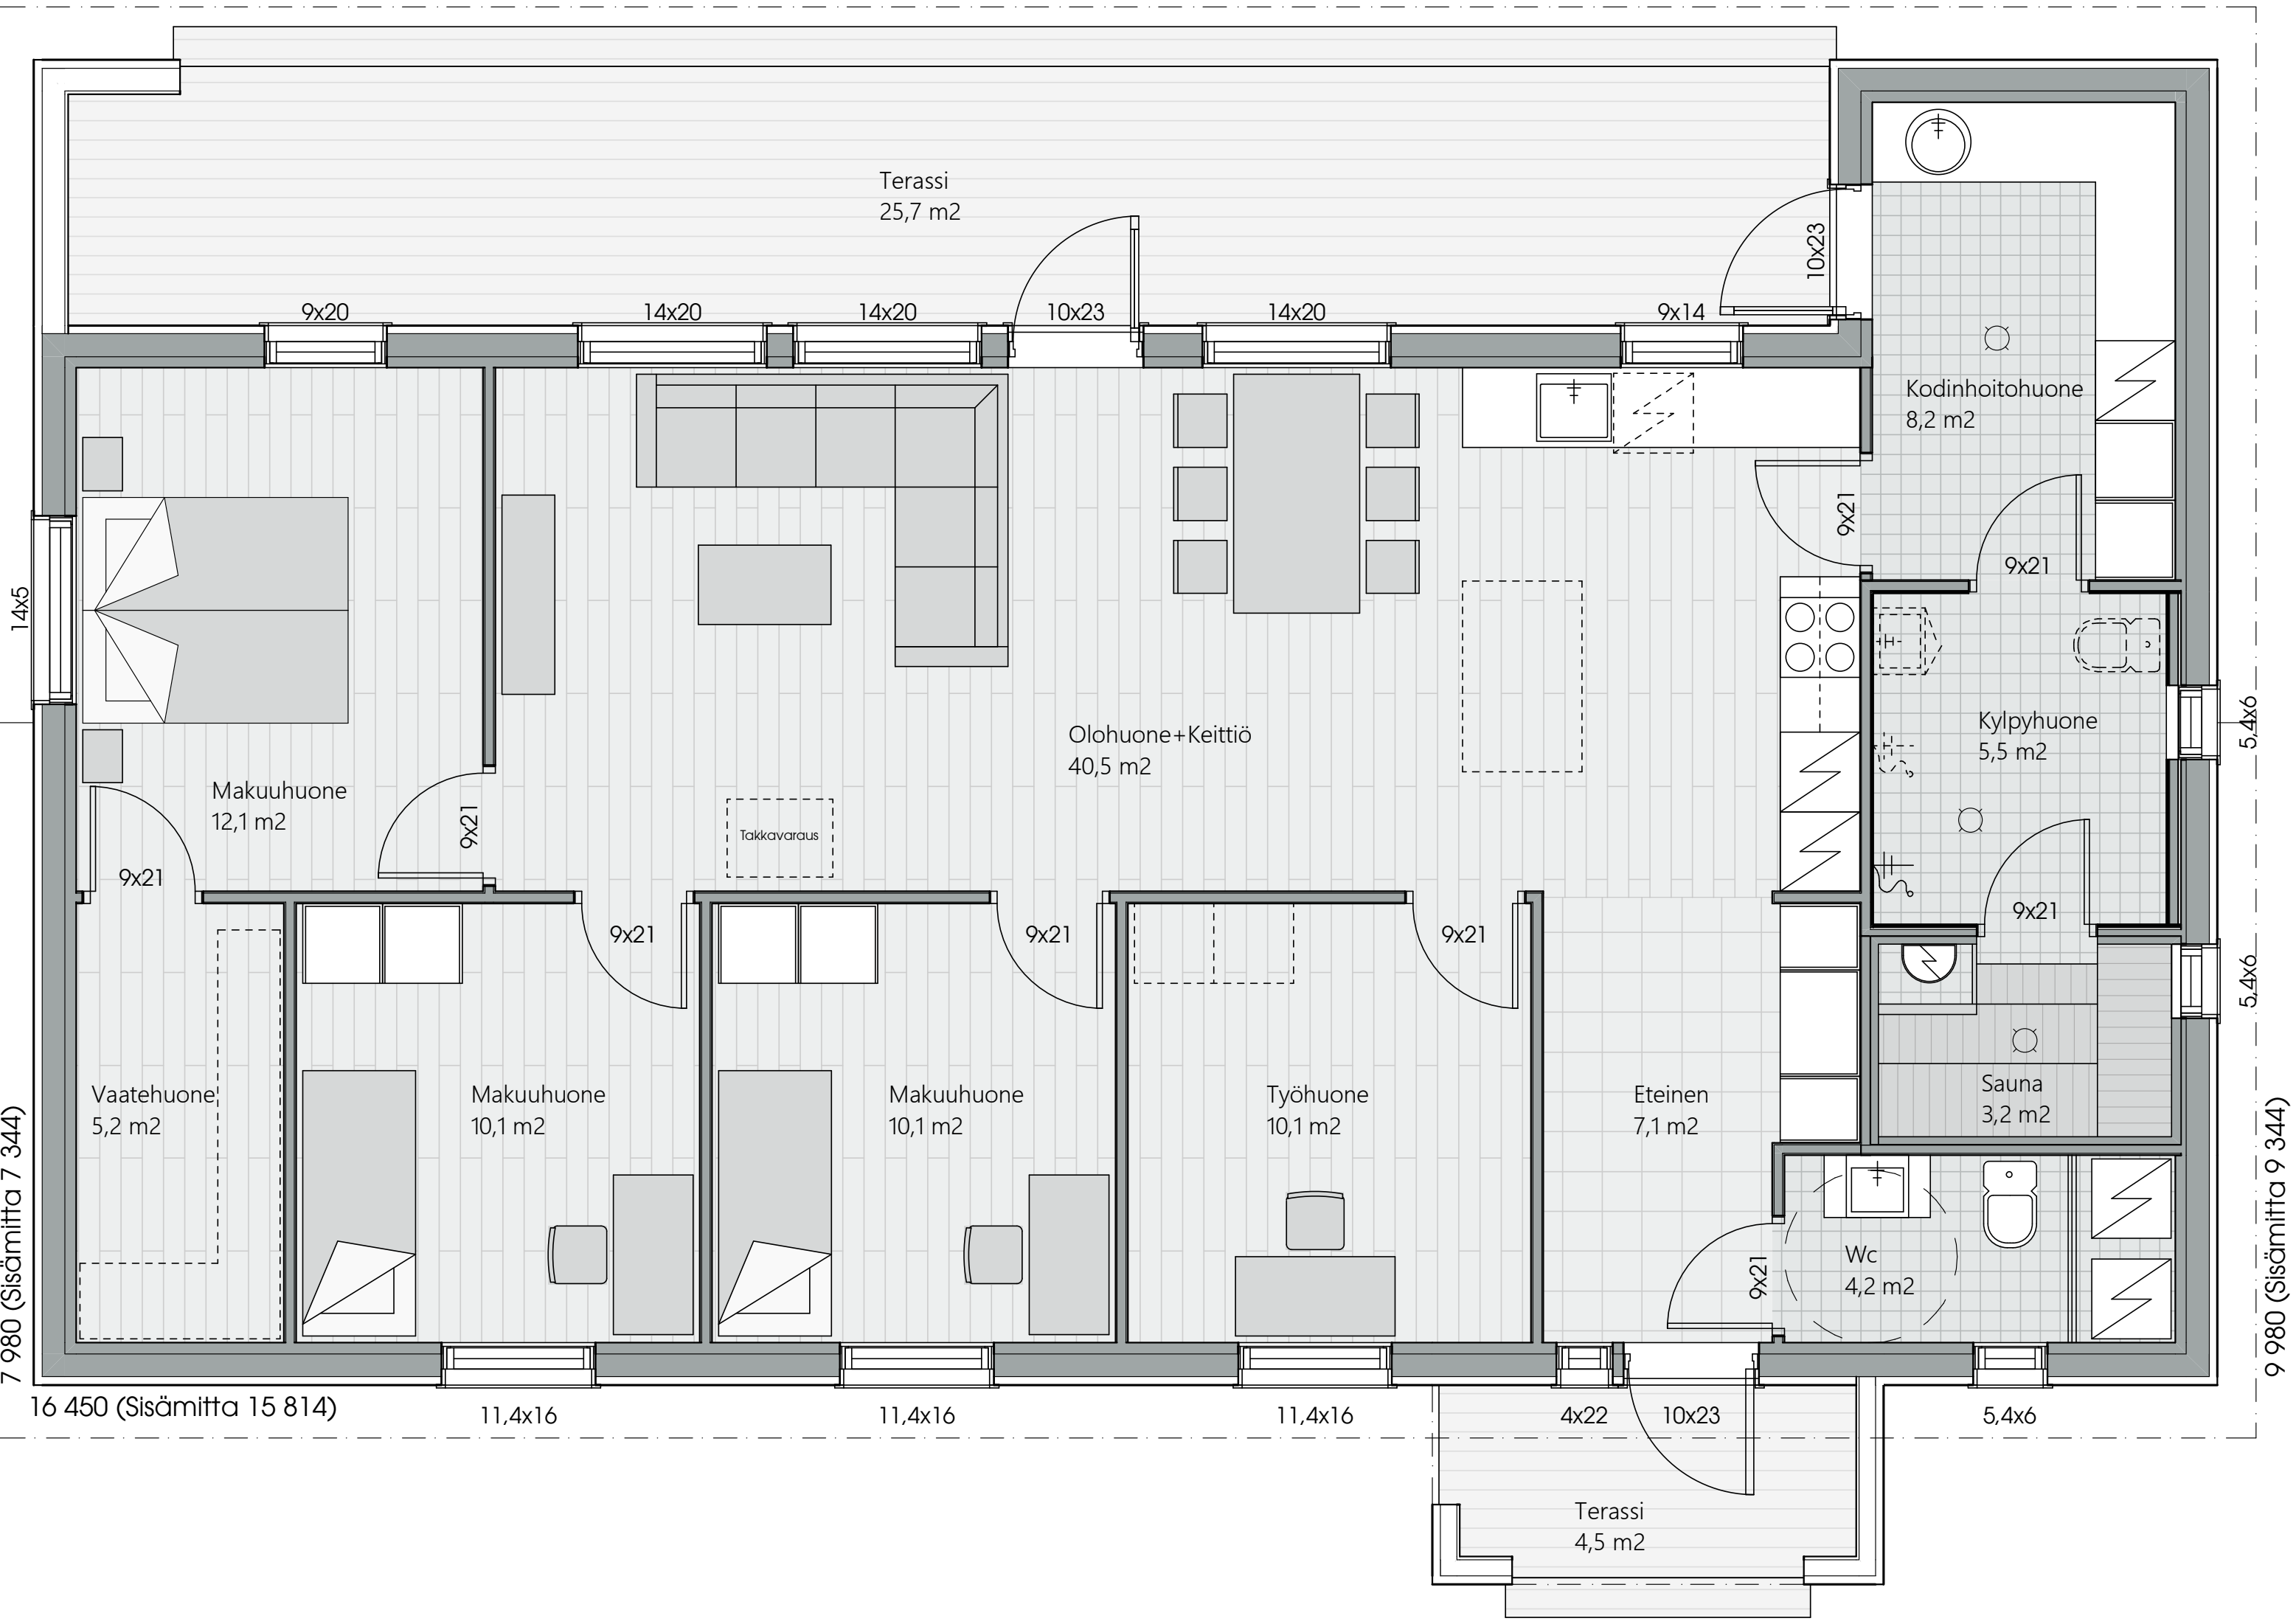 Terassi
25,7 m2
9x20
14x20
14x20
10x23
14x20
9x14
10x23
Kodinhoitohuone
8,2 m2
9x21
9x21
14x5
Olohuone+Keittiö
40,5 m2
Kylpyhuone
5,5 m2
5,4x6
Makuuhuone
12,1 m2
9x21
Takkavaraus
9x21
9x21
9x21
9x21
9x21
5,4x6
Vaatehuone
5,2 m2
Makuuhuone
10,1 m2
Makuuhuone
10,1 m2
Työhuone
10,1 m2
Eteinen
7,1 m2
Sauna
3,2 m2
Wc
4,2 m2
9x21
7 980 (Sisämitta 7 344)
9 980 (Sisämitta 9 344)
16 450 (Sisämitta 15 814)
11,4x16
11,4x16
11,4x16
4x22
10x23
5,4x6
Terassi
4,5 m2